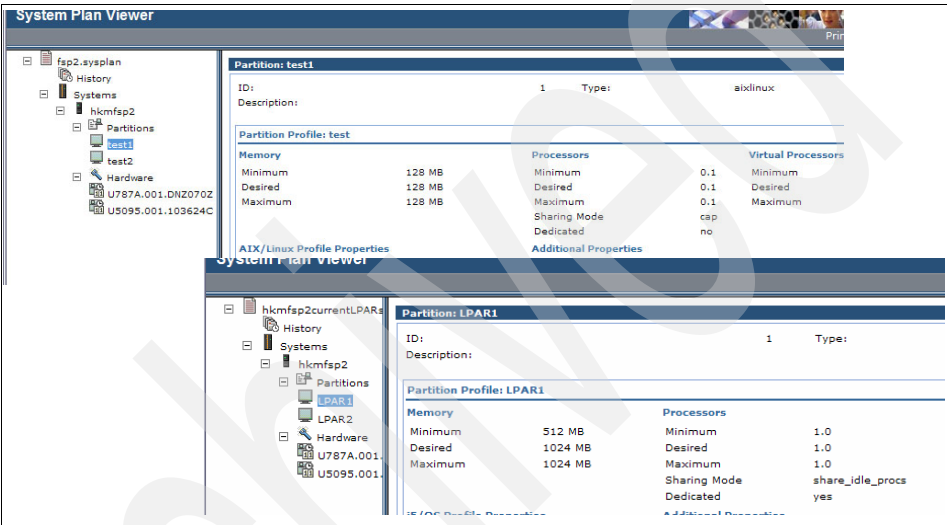 System Plan Viewer
Prin
fsp2.sysplan
History
Systems
hkmfsp2
Partitions
test1
test2
Hardware
U787A.001.DNZ070Z
U5095.001.103624C
Partition: test1
ID: 1 Type: aixlinux
Description:
Partition Profile: test
Memory Processors Virtual Processors
Minimum 128 MB Minimum 0.1 Minimum
Desired 128 MB Desired 0.1 Desired
Maximum 128 MB Maximum 0.1 Maximum
Sharing Mode cap
Dedicated no
AIX/Linux Profile Properties Additional Properties
System Plan Viewer
hkmfsp2currentLPARs
History
Systems
hkmfsp2
Partitions
LPAR1
LPAR2
Hardware
U787A.001.
U5095.001.
Partition: LPAR1
ID: 1 Type:
Description:
Partition Profile: LPAR1
Memory Processors
Minimum 512 MB Minimum 1.0
Desired 1024 MB Desired 1.0
Maximum 1024 MB Maximum 1.0
Sharing Mode share_idle_procs
Dedicated yes
i5/OS Profile Properties Additional Properties